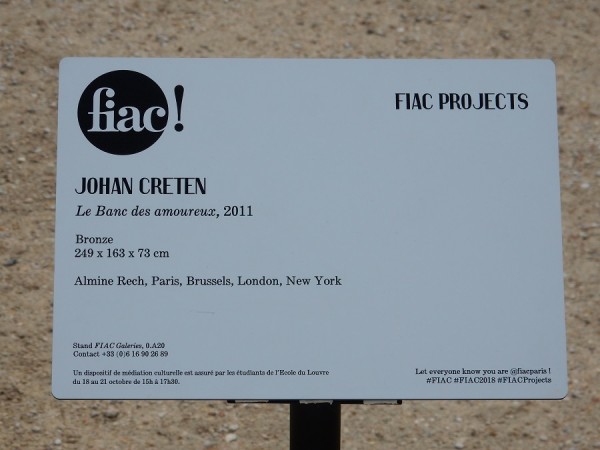 fiac!
FIAC PROJECTS
JOHAN CRETEN
Le Banc des amoureux, 2011
Bronze
249 x 163 x 73 cm
Almine Rech, Paris, Brussels, London, New York
Stand FIAC Galeries, 0.A20
Contact +33 (0)6 16 90 26 89
Un dispositif de médiation culturelle est assuré par les étudiants de l'Ecole du Louvre
du 18 au 21 octobre de 15h à 17h30.
Let everyone know you are @fiacparis !
#FIAC #FIAC2018 #FIACProjects